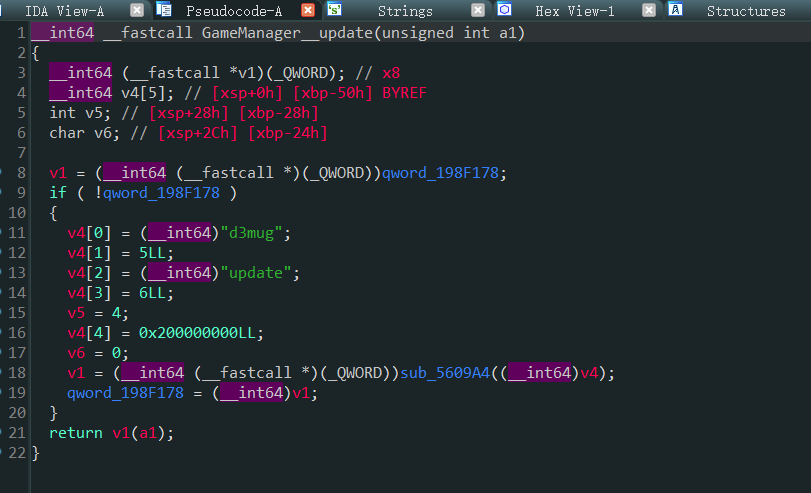 IDA View-A Pseudocode-A Strings Hex View-1 Structures
1 __int64 __fastcall GameManager__update(unsigned int a1)
2 {
3 __int64 (__fastcall *v1)(_QWORD); // x8
4 __int64 v4[5]; // [xsp+0h] [xbp-50h] BYREF
5 int v5; // [xsp+28h] [xbp-28h]
6 char v6; // [xsp+2Ch] [xbp-24h]
7
8 v1 = (__int64 (__fastcall *)(_QWORD))qword_198F178;
9 if ( !qword_198F178 )
10 {
11 v4[0] = (__int64)"d3mug";
12 v4[1] = 5LL;
13 v4[2] = (__int64)"update";
14 v4[3] = 6LL;
15 v5 = 4;
16 v4[4] = 0x200000000LL;
17 v6 = 0;
18 v1 = (__int64 (__fastcall *)(_QWORD))sub_5609A4((__int64)v4);
19 qword_198F178 = (__int64)v1;
20 }
21 return v1(a1);
22 }